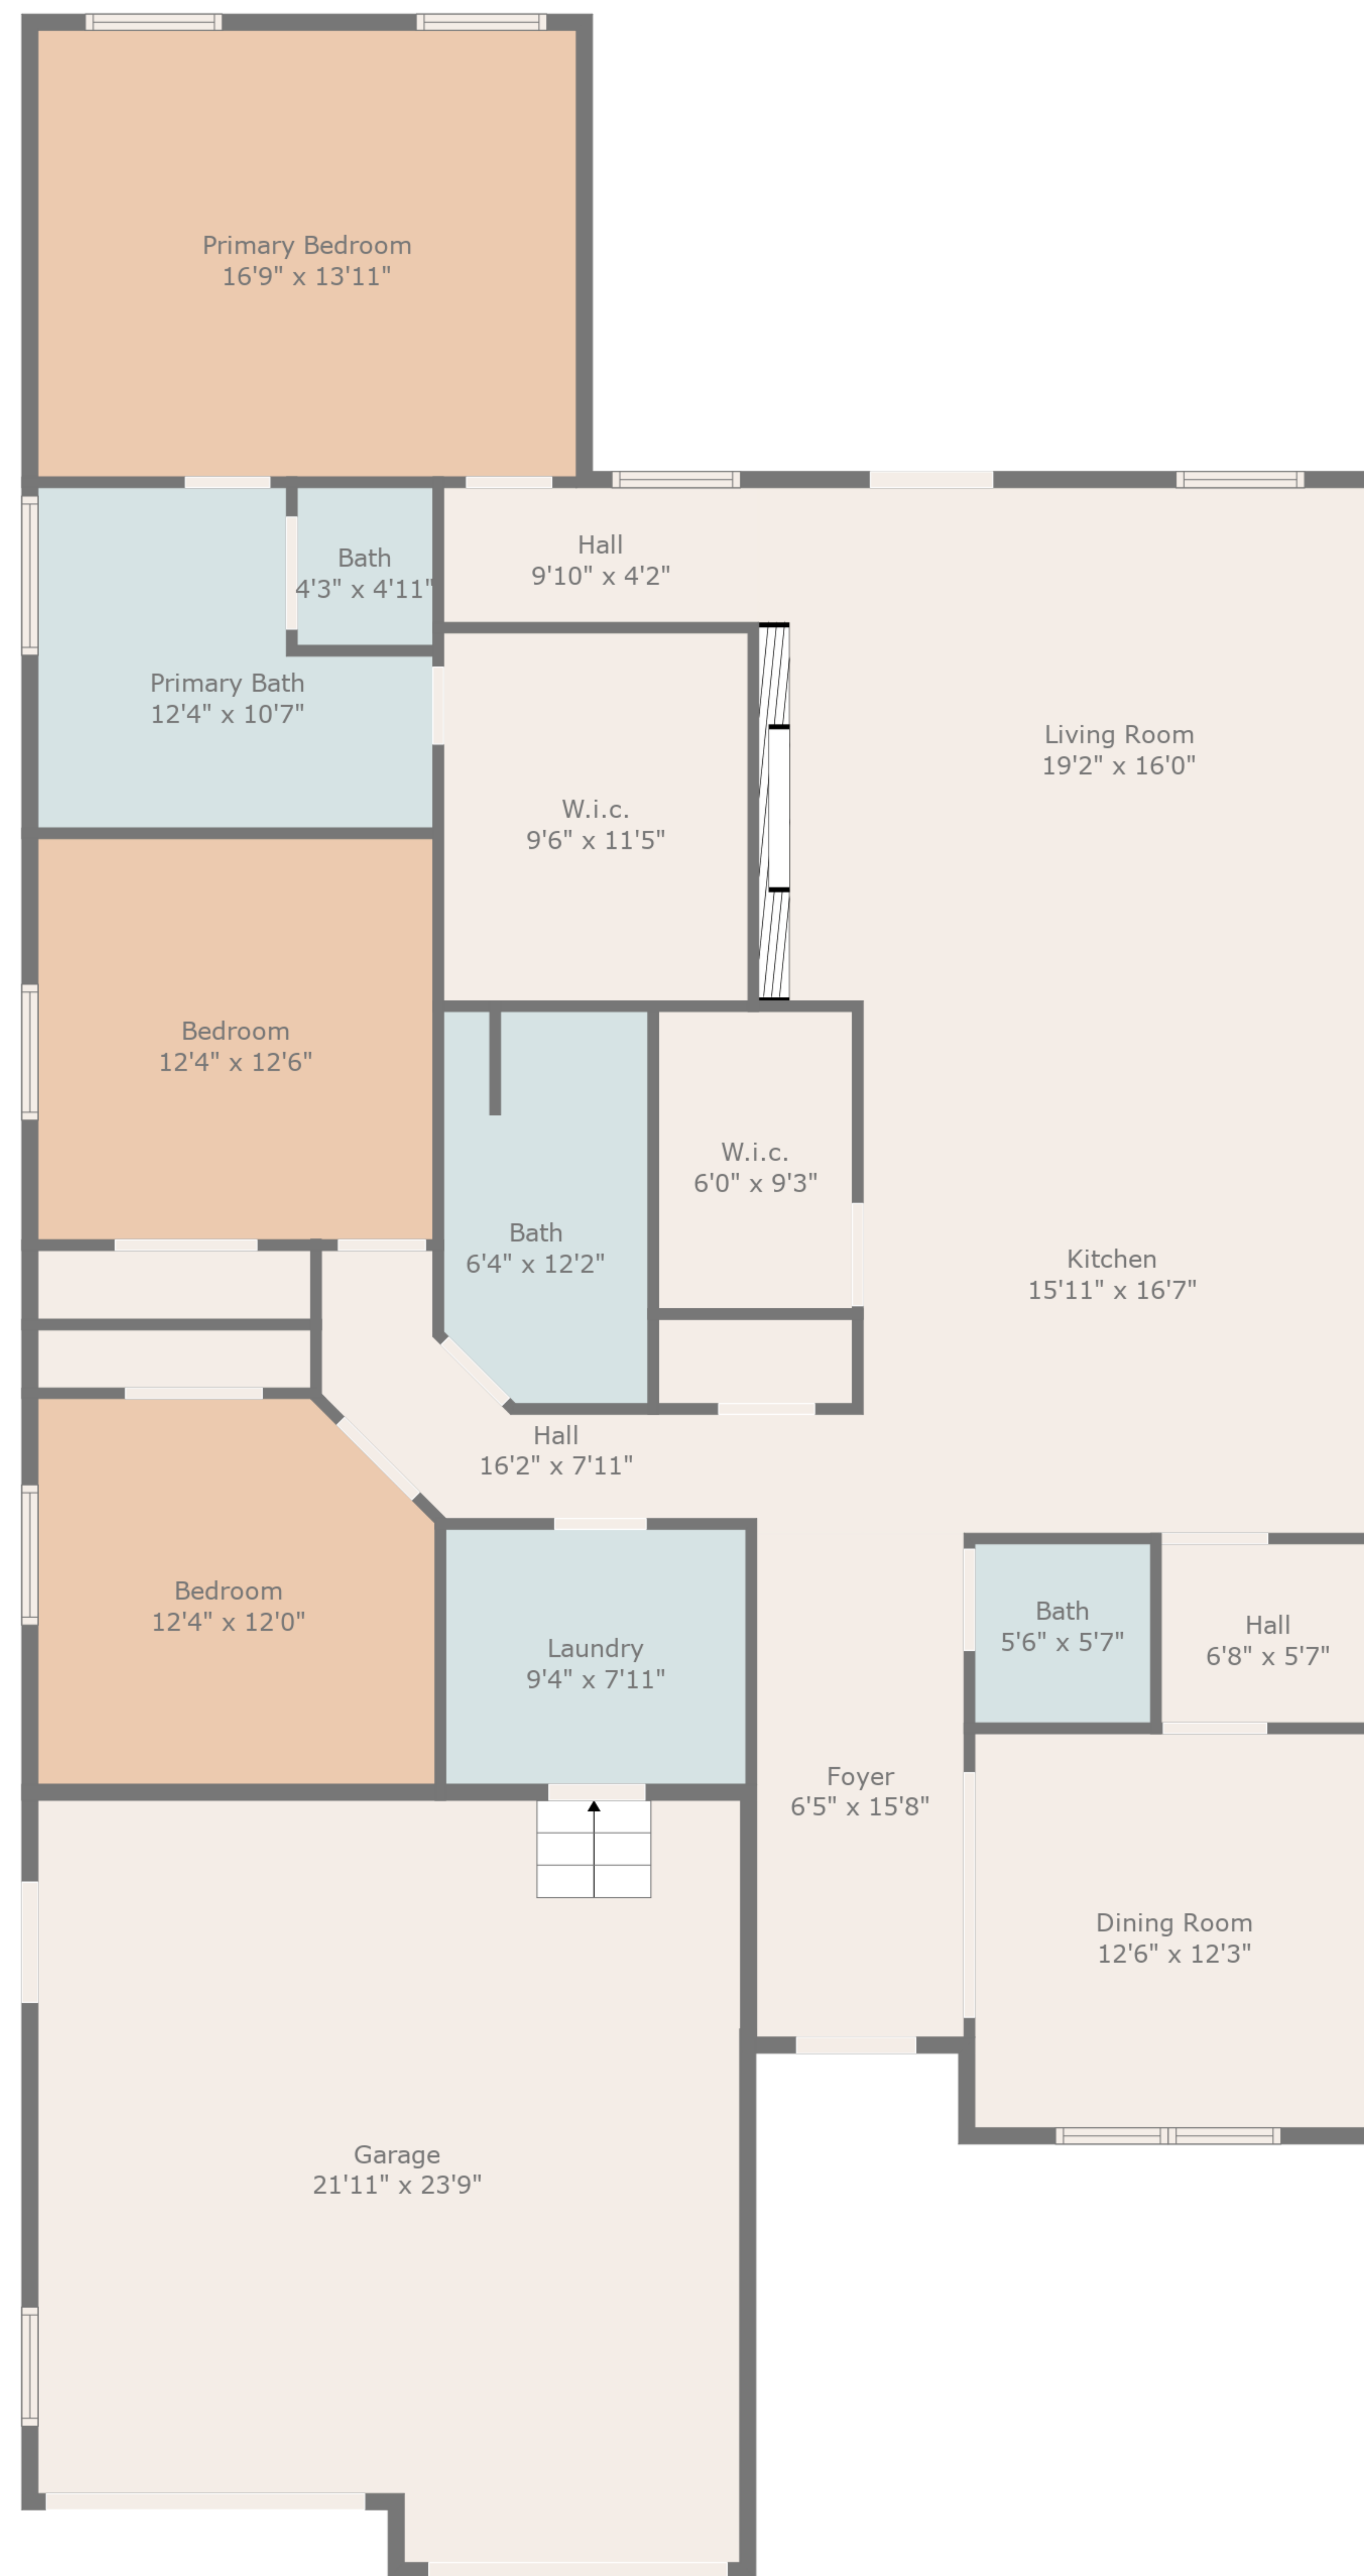 Primary Bedroom
16'9" x 13'11"
Hall
9'10" x 4'2"
Bath
4'3" x 4'11"
Primary Bath
12'4" x 10'7"
Living Room
19'2" x 16'0"
W.i.c.
9'6" x 11'5"
Bedroom
12'4" x 12'6"
W.i.c.
6'0" x 9'3"
Bath
6'4" x 12'2"
Kitchen
15'11" x 16'7"
Hall
16'2" x 7'11"
Bedroom
12'4" x 12'0"
Laundry
9'4" x 7'11"
Bath
5'6" x 5'7"
Hall
6'8" x 5'7"
Foyer
6'5" x 15'8"
Dining Room
12'6" x 12'3"
Garage
21'11" x 23'9"